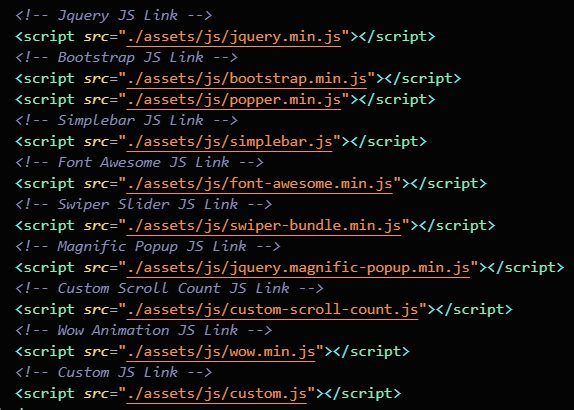 <!-- Jquery JS Link -->
<script src="./assets/js/jquery.min.js"></script>
<!-- Bootstrap JS Link -->
<script src="./assets/js/bootstrap.min.js"></script>
<script src="./assets/js/popper.min.js"></script>
<!-- Simplebar JS Link -->
<script src="./assets/js/simplebar.js"></script>
<!-- Font Awesome JS Link -->
<script src="./assets/js/font-awesome.min.js"></script>
<!-- Swiper Slider JS Link -->
<script src="./assets/js/swiper-bundle.min.js"></script>
<!-- Magnific Popup JS Link -->
<script src="./assets/js/jquery.magnific-popup.min.js"></script>
<!-- Custom Scroll Count JS Link -->
<script src="./assets/js/custom-scroll-count.js"></script>
<!-- Wow Animation JS Link -->
<script src="./assets/js/wow.min.js"></script>
<!-- Custom JS Link -->
<script src="./assets/js/custom.js"></script>